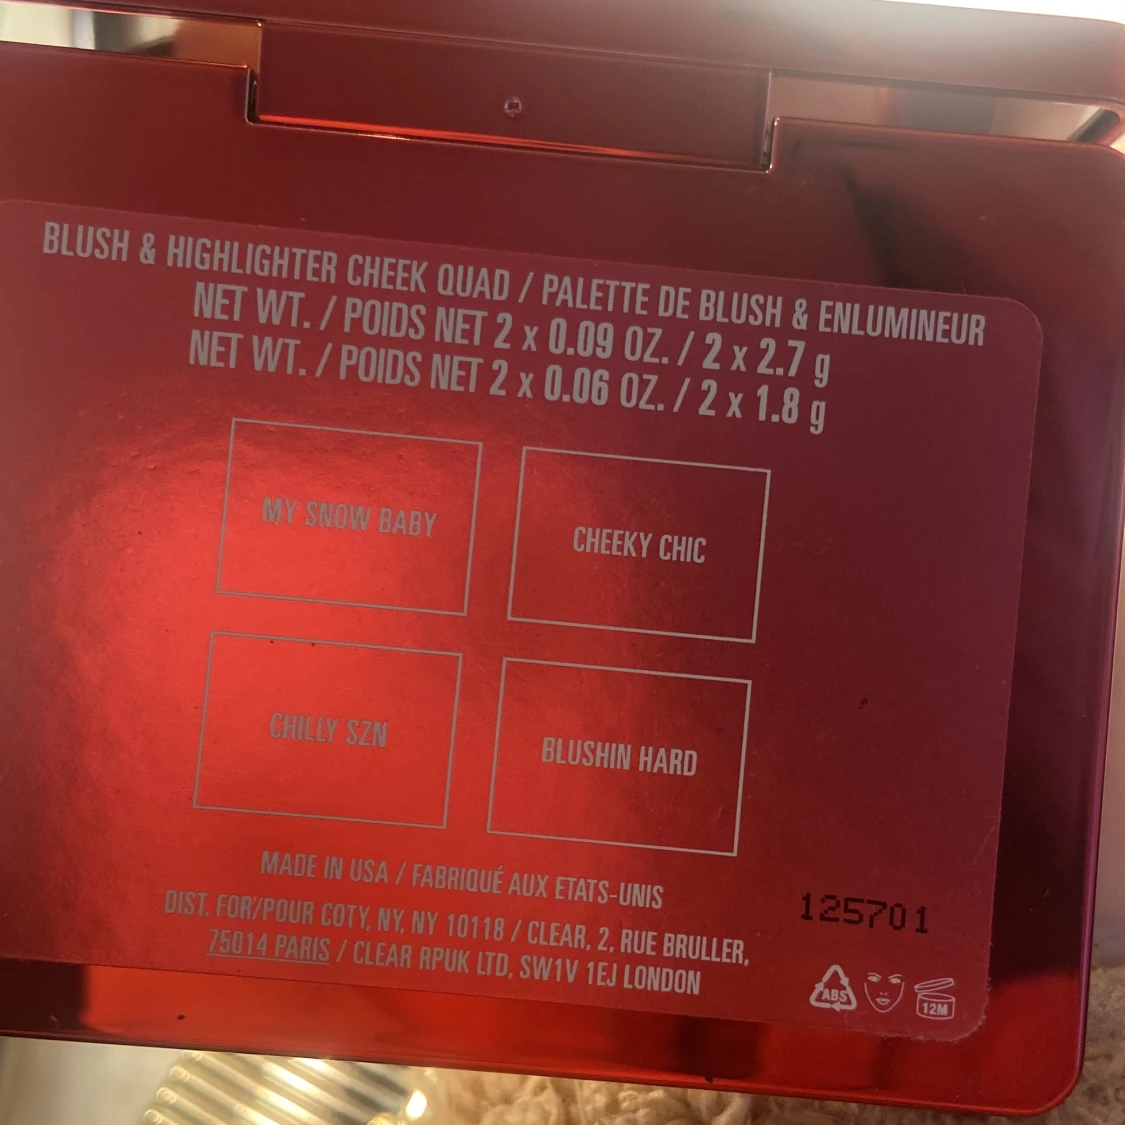 BLUSH & HIGHLIGHTER CHEEK QUAD / PALETTE DE BLUSH & ENLUMINEUR
NET WT. / POIDS NET 2 x 0.09 OZ. / 2 x 2.7 g
NET WT. / POIDS NET 2 x 0.06 OZ. / 2 x 1.8 g
MY SNOW BABY
CHEEKY CHIC
CHILLY SZN
BLUSHIN HARD
MADE IN USA / FABRIQUÉ AUX ETATS-UNIS
DIST. FOR/POUR COTY, NY, NY 10118 / CLEAR, 2, RUE BRULLER,
75014 PARIS / CLEAR RPUK LTD, SW1V 1EJ LONDON
125701
ABS
12M